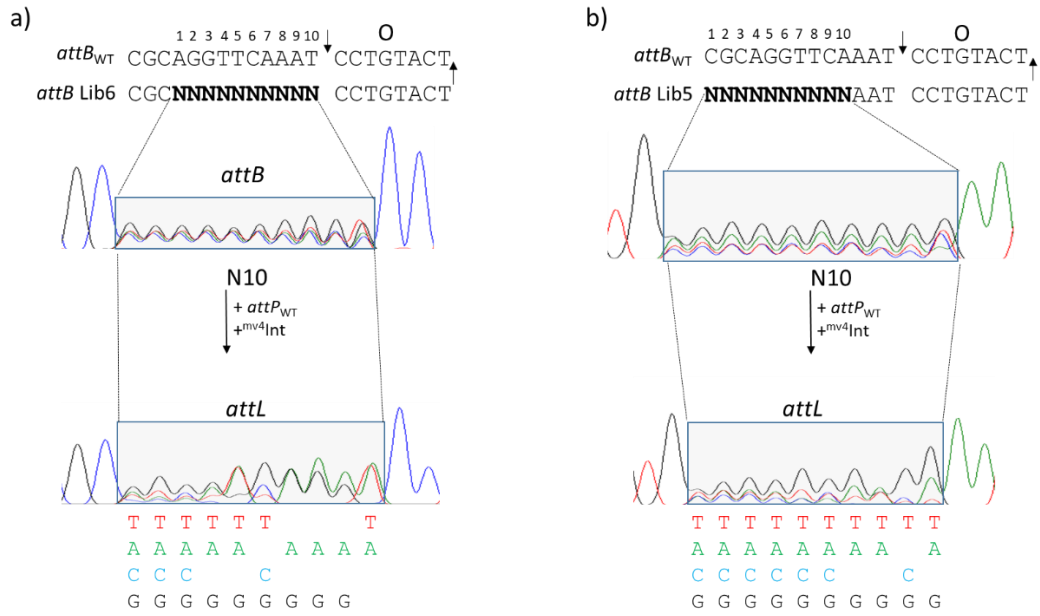 a)
1 2 3 4 5 6 7 8 9 10 O
attBWT CGCAGGTTCAAAT CCTGTACT
attB Lib6 CGCNNNNNNNNNN CCTGTACT
attB
N10
+ attPWT
+mv4Int
attL
T T T T T T T
A A A A A A A A A
C C C C
G G G G G G G G G
b)
1 2 3 4 5 6 7 8 9 10 O
attBWT CGCAGGTTCAAAT CCTGTACT
attB Lib5 NNNNNNNNNNAAT CCTGTACT
N10
+ attPWT
+mv4Int
attL
T T T T T T T T T T
A A A A A A A A A
C C C C C C C
G G G G G G G G G G